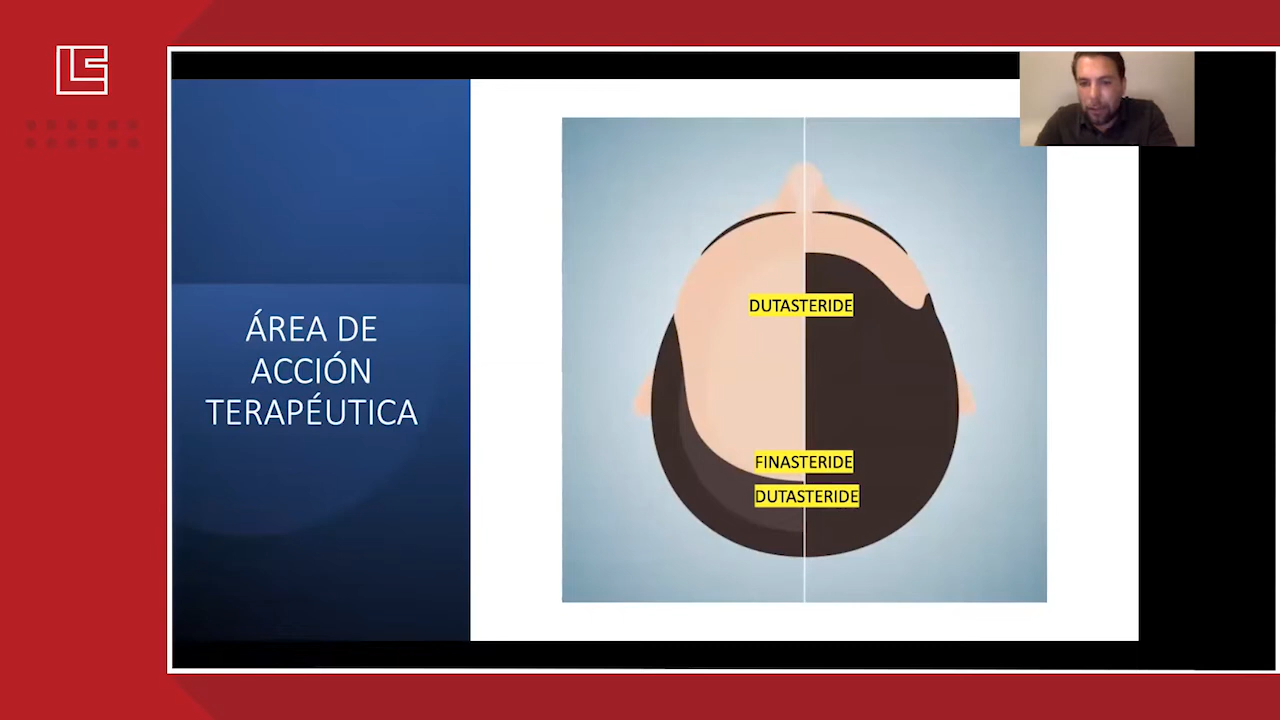 ÁREA DE
ACCIÓN
TERAPÉUTICA
DUTASTERIDE
FINASTERIDE
DUTASTERIDE